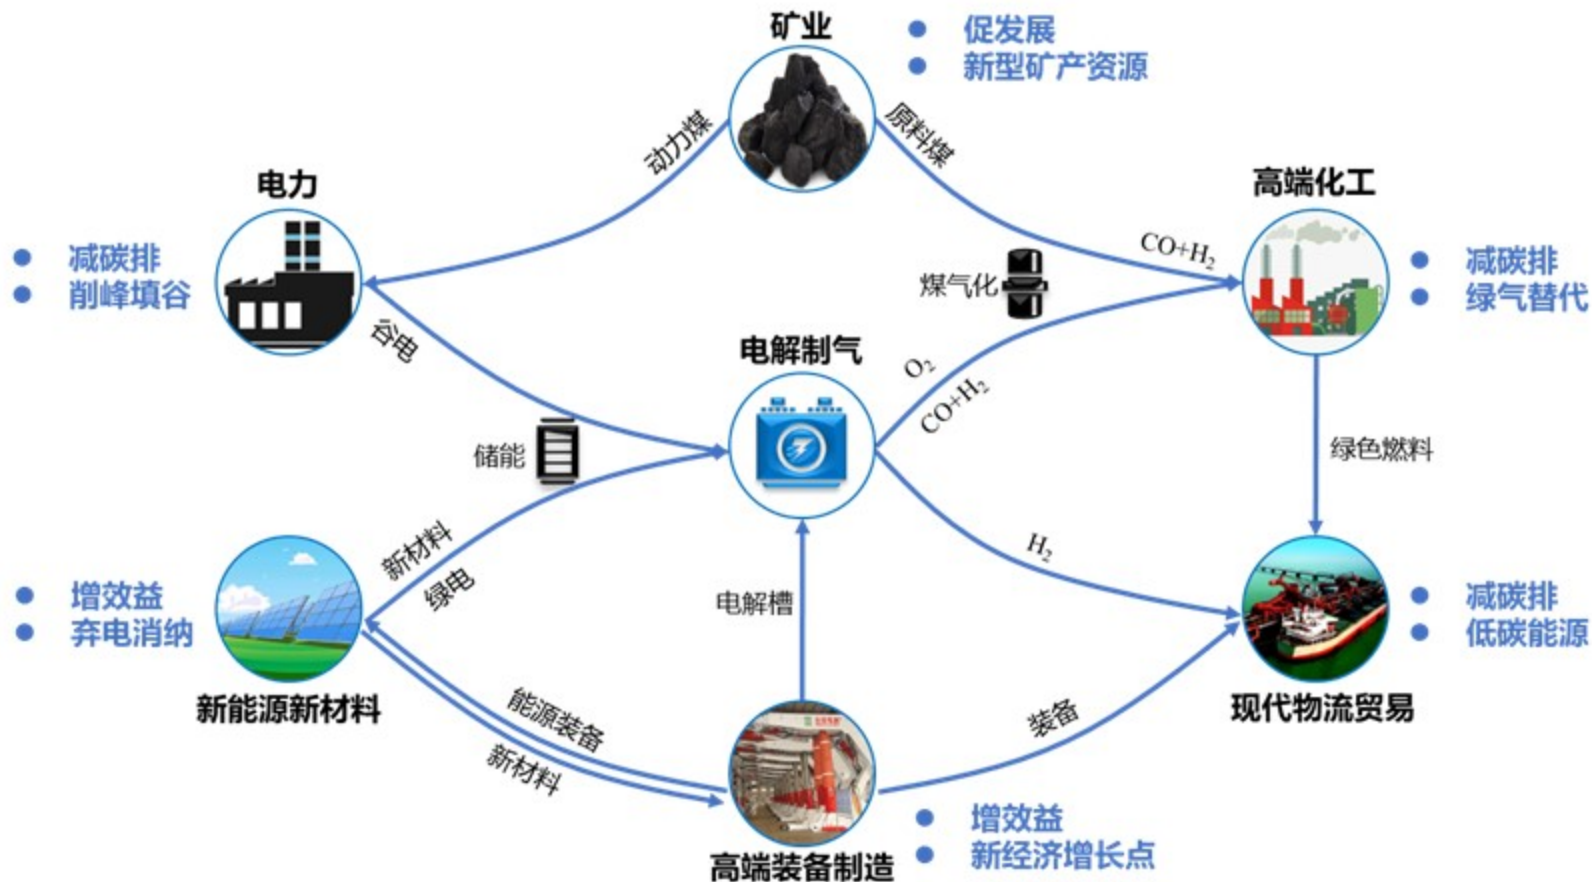 矿业
促发展
新型矿产资源
动力煤
原料煤
电力
高端化工
减碳排
削峰填谷
CO+H₂
煤气化
减碳排
绿气替代
谷电
电解制气
O₂
CO+H₂
储能
绿色燃料
新材料
绿电
H₂
电解槽
增效益
弃电消纳
减碳排
低碳能源
新能源新材料
能源装备
新材料
装备
现代物流贸易
增效益
新经济增长点
高端装备制造